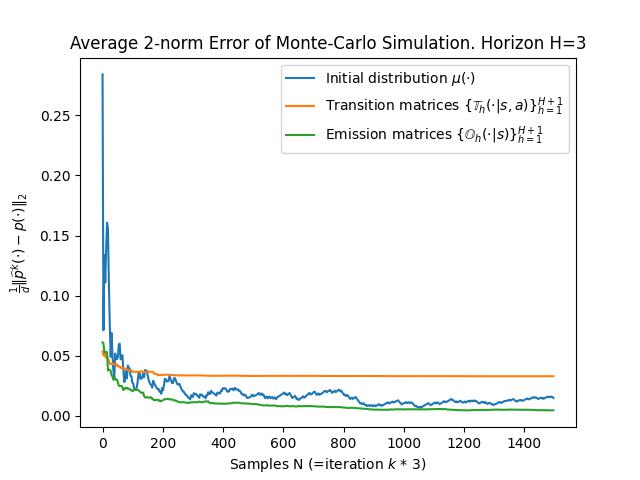 Average 2-norm Error of Monte-Carlo Simulation. Horizon H=3
Initial distribution μ(·)
Transition matrices {𝕋ₕ(·|s, a)}ᴴ⁺¹ₕ₌₁
Emission matrices {𝕆ₕ(·|s)}ᴴ⁺¹ₕ₌₁
1/d ‖p̂ᵏ(·) − p(·)‖₂
0.25
0.20
0.15
0.10
0.05
0.00
0 200 400 600 800 1000 1200 1400
Samples N (=iteration k * 3)